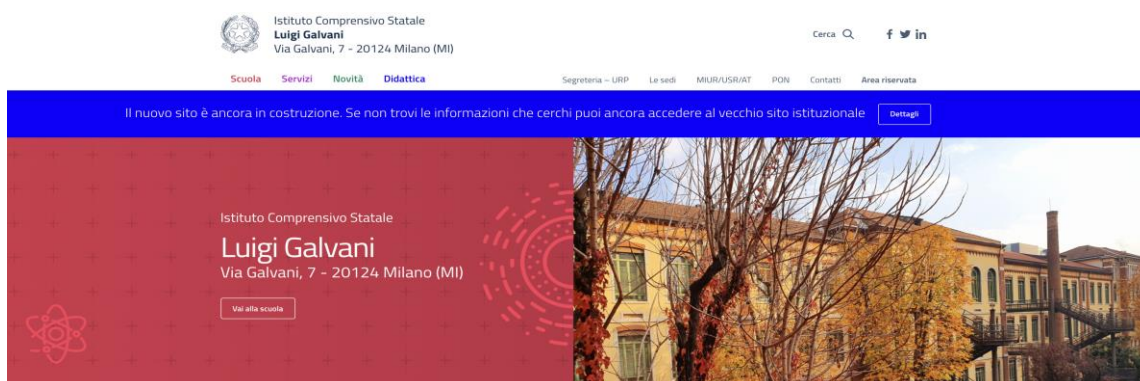 Istituto Comprensivo Statale
Luigi Galvani
Via Galvani, 7 - 20124 Milano (MI)
Cerca
Scuola Servizi Novità Didattica
Segreteria – URP Le sedi MIUR/USR/AT PON Contatti Area riservata
Il nuovo sito è ancora in costruzione. Se non trovi le informazioni che cerchi puoi ancora accedere al vecchio sito istituzionale Dettagli
Istituto Comprensivo Statale
Luigi Galvani
Via Galvani, 7 - 20124 Milano (MI)
Vai alla scuola